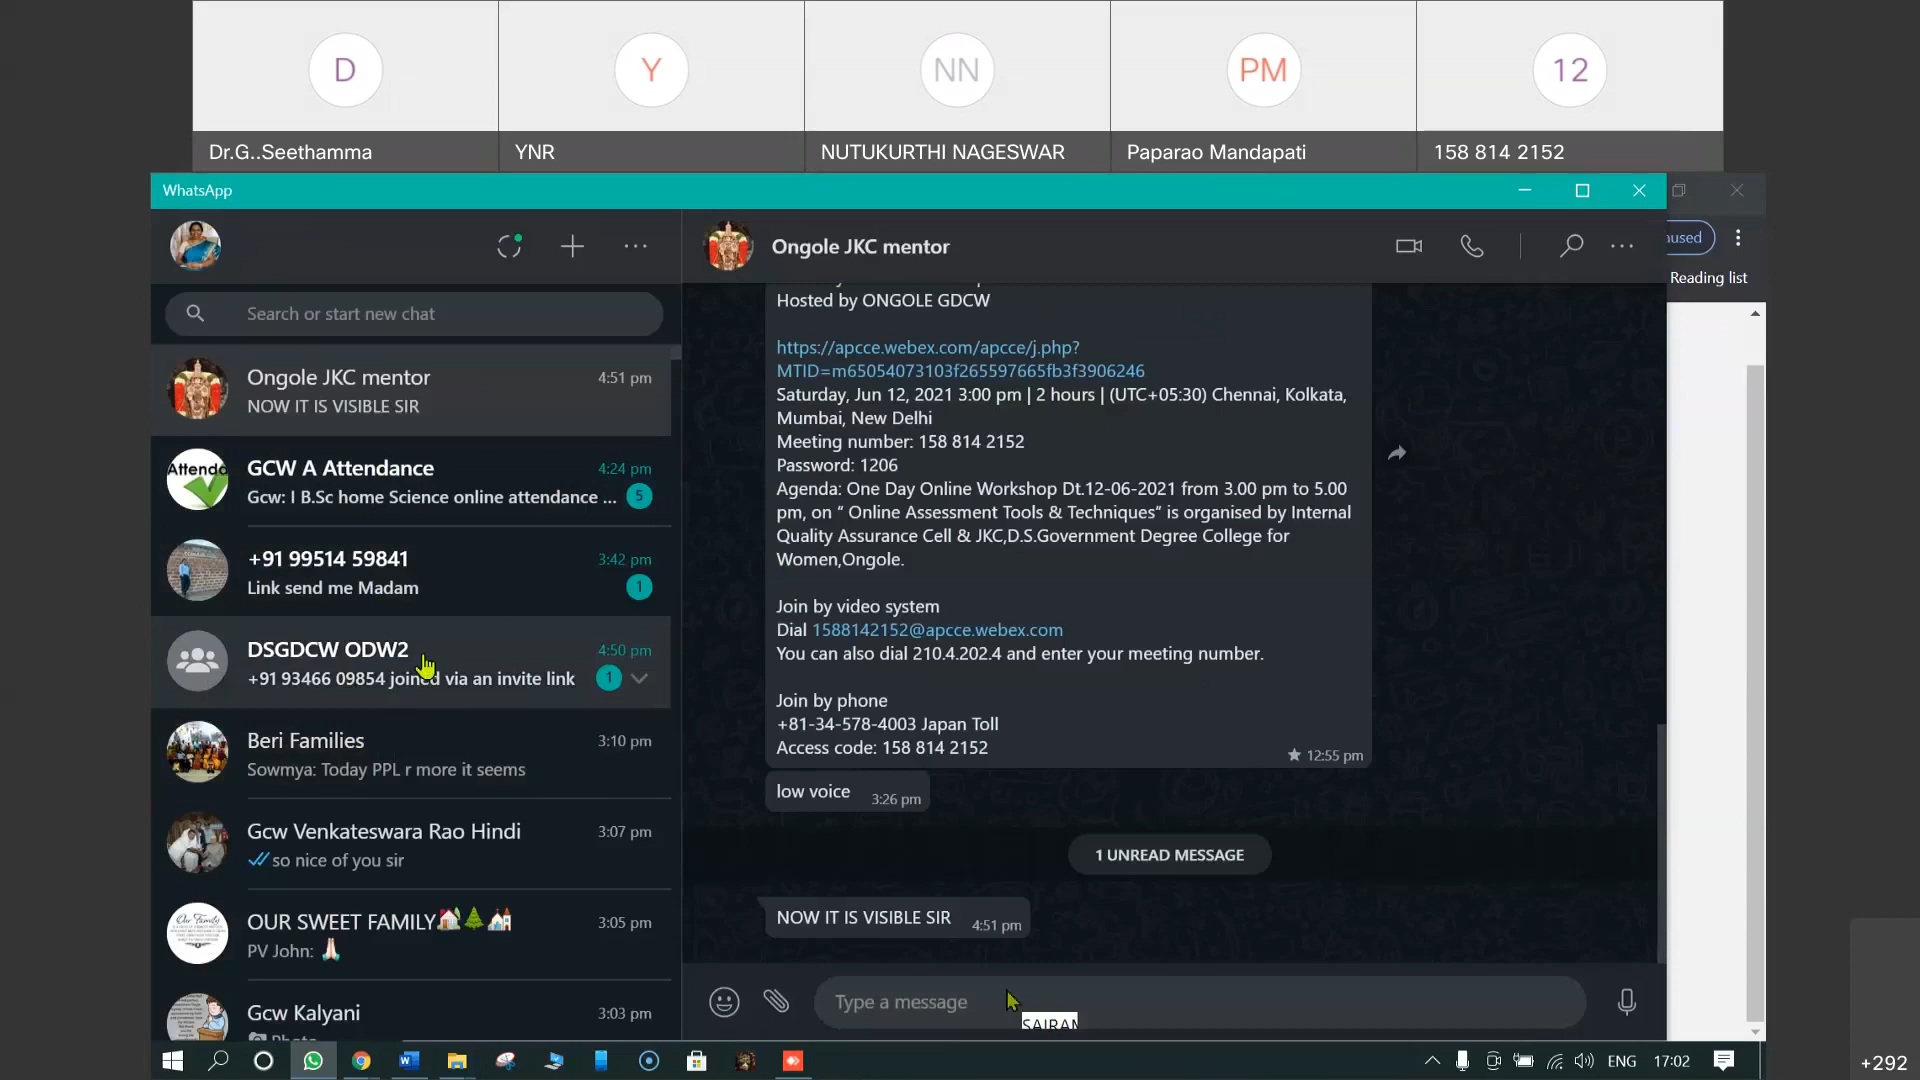 D
Y
NN
PM
12
Dr.G..Seethamma
YNR
NUTUKURTHI NAGESWAR
Paparao Mandapati
158 814 2152
WhatsApp
Ongole JKC mentor
used
Reading list
Search or start new chat
Ongole JKC mentor
4:51 pm
NOW IT IS VISIBLE SIR
GCW A Attendance
4:24 pm
Gcw: I B.Sc home Science online attendance ...
5
+91 99514 59841
3:42 pm
Link send me Madam
1
DSGDCW ODW2
4:50 pm
+91 93466 09854 joined via an invite link
1
Beri Families
3:10 pm
Sowmya: Today PPL r more it seems
Gcw Venkateswara Rao Hindi
3:07 pm
so nice of you sir
OUR SWEET FAMILY🏠🌲🏡
3:05 pm
PV John: 🙏🏻
Gcw Kalyani
3:03 pm
Photo
Hosted by ONGOLE GDCW
https://apcce.webex.com/apcce/j.php?
MTID=m65054073103f265597665fb3f3906246
Saturday, Jun 12, 2021 3:00 pm | 2 hours | (UTC+05:30) Chennai, Kolkata,
Mumbai, New Delhi
Meeting number: 158 814 2152
Password: 1206
Agenda: One Day Online Workshop Dt.12-06-2021 from 3.00 pm to 5.00
pm, on “ Online Assessment Tools & Techniques” is organised by Internal
Quality Assurance Cell & JKC,D.S.Government Degree College for
Women,Ongole.
Join by video system
Dial 1588142152@apcce.webex.com
You can also dial 210.4.202.4 and enter your meeting number.
Join by phone
+81-34-578-4003 Japan Toll
Access code: 158 814 2152
12:55 pm
low voice
3:26 pm
1 UNREAD MESSAGE
NOW IT IS VISIBLE SIR
4:51 pm
Type a message
SAIRAM
ENG
17:02
+292